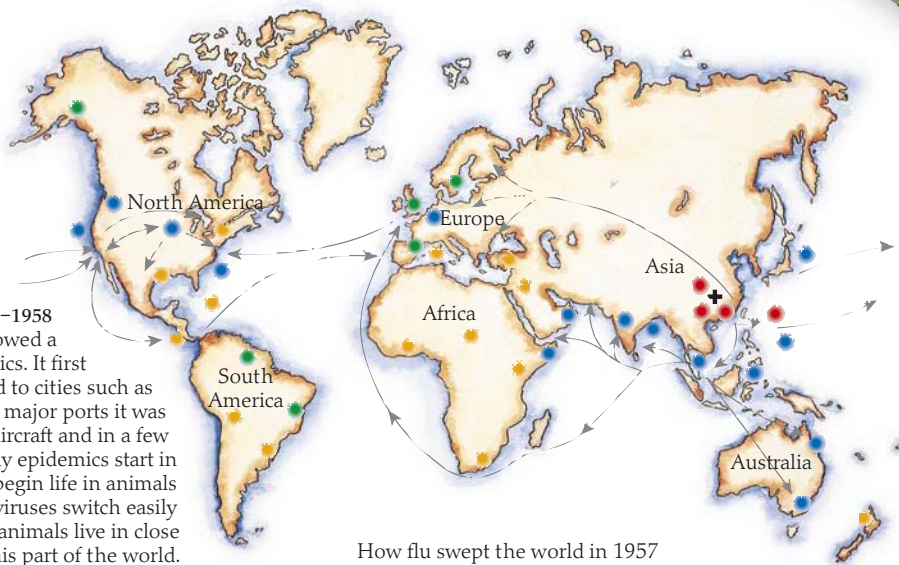 North America
Europe
Asia
Africa
South
America
Australia
–1958
owed a
ics. It first
d to cities such as
major ports it was
ircraft and in a few
y epidemics start in
begin life in animals
viruses switch easily
animals live in close
his part of the world.
How flu swept the world in 1957